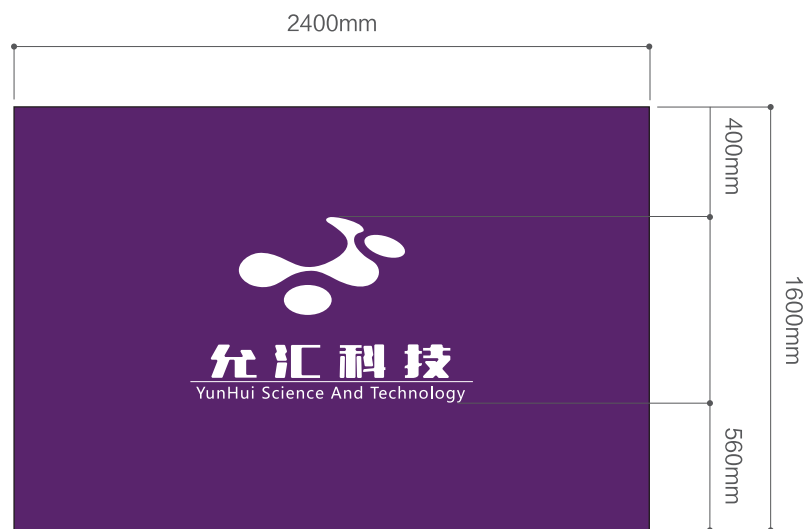 2400mm
400mm
1600mm
允汇科技
YunHui Science And Technology
560mm